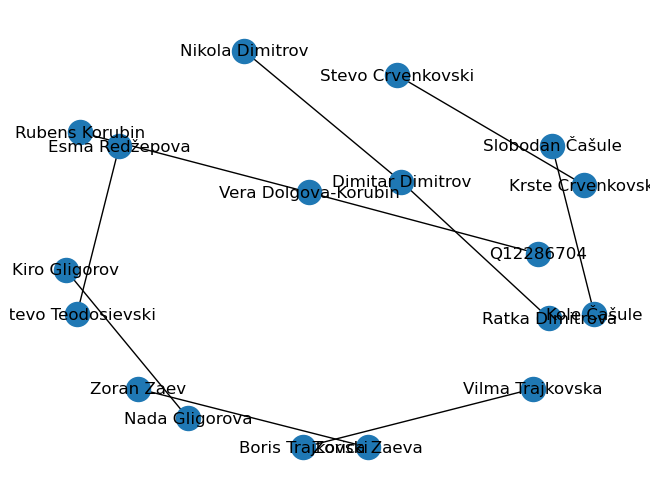 Nikola Dimitrov
Stevo Crvenkovski
Rubens Korubin
Esma Redžepova
Slobodan Čašule
Dimitar Dimitrov
Krste Crvenkovsk
Vera Dolgova-Korubin
Q12286704
Kiro Gligorov
tevo Teodosievski
Ratka Dimitrova
Kole Čašule
Zoran Zaev
Vilma Trajkovska
Nada Gligorova
Boris Trajkovski
Zorica Zaeva